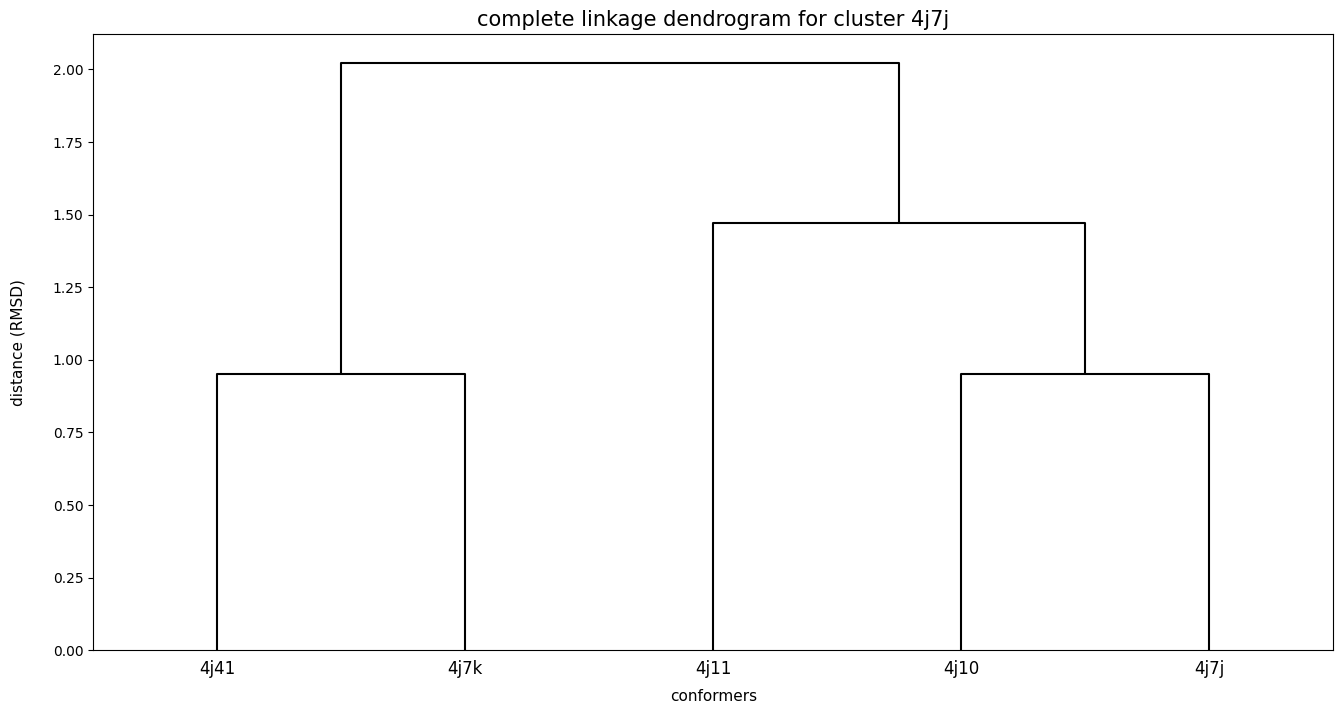 complete linkage dendrogram for cluster 4j7j
2.00
1.75
1.50
1.25
1.00
0.75
0.50
0.25
0.00
distance (RMSD)
4j41 4j7k 4j11 4j10 4j7j
conformers